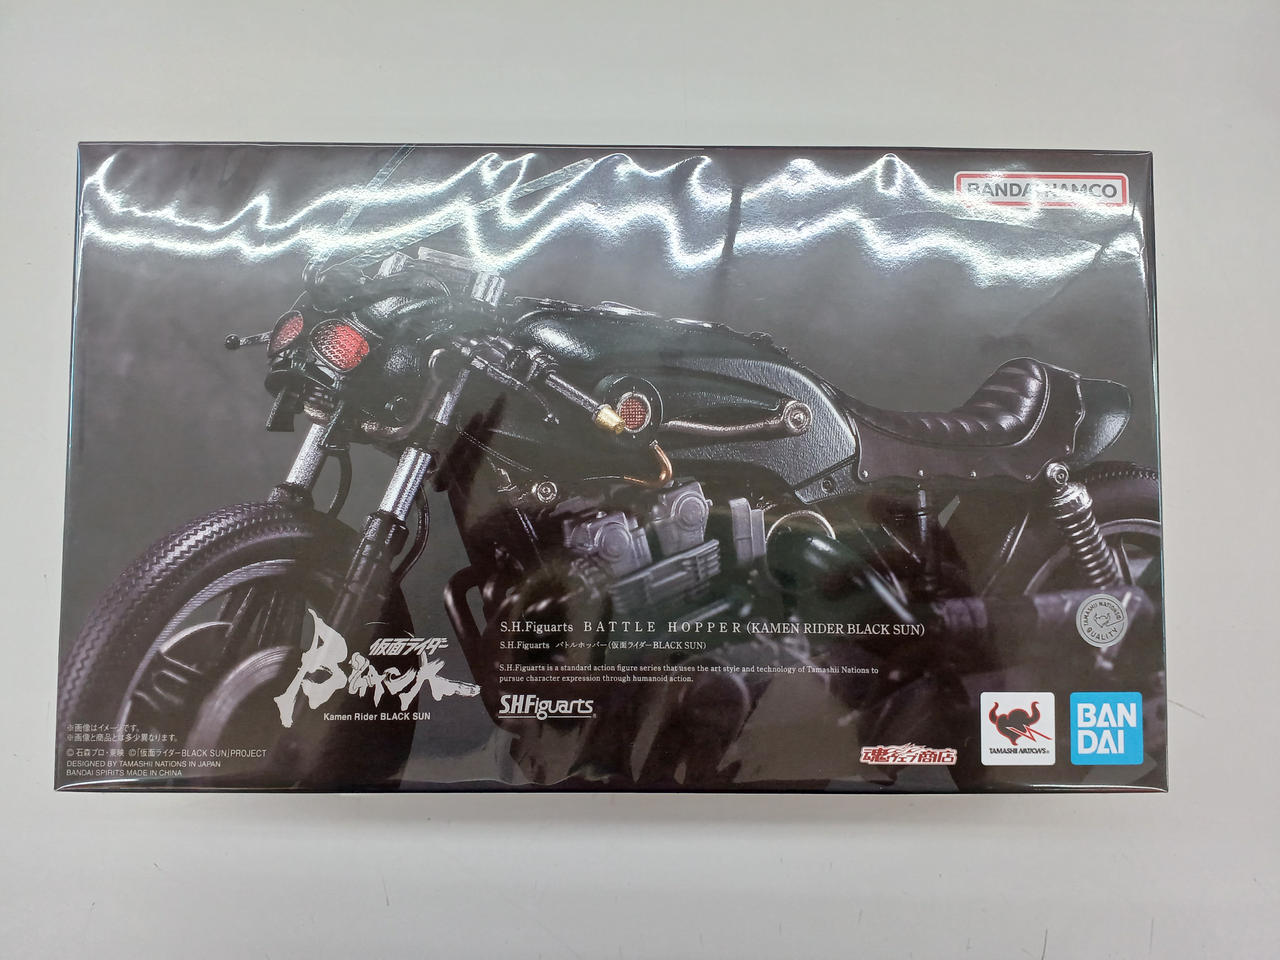 BANDAI NAMCO
S.H.Figuarts BATTLE HOPPER (KAMEN RIDER BLACK SUN)
S.H.Figuarts バトルホッパー(仮面ライダーBLACK SUN)
S.H.Figuarts is a standard action figure series that uses the art style and technology of Tamashii Nations to
pursue character expression through humanoid action.
S.H.Figuarts
仮面ライダー
BLACK
Kamen Rider BLACK SUN
TAMASHII NATIONS
QUALITY
※画像はイメージです。
※画像と商品とは多少異なります。
© 石森プロ・東映 ©「仮面ライダーBLACK SUN」PROJECT
DESIGNED BY TAMASHII NATIONS IN JAPAN
BANDAI SPIRITS MADE IN CHINA
魂ウェブ商店
TAMASHII NATIONS
BAN
DAI